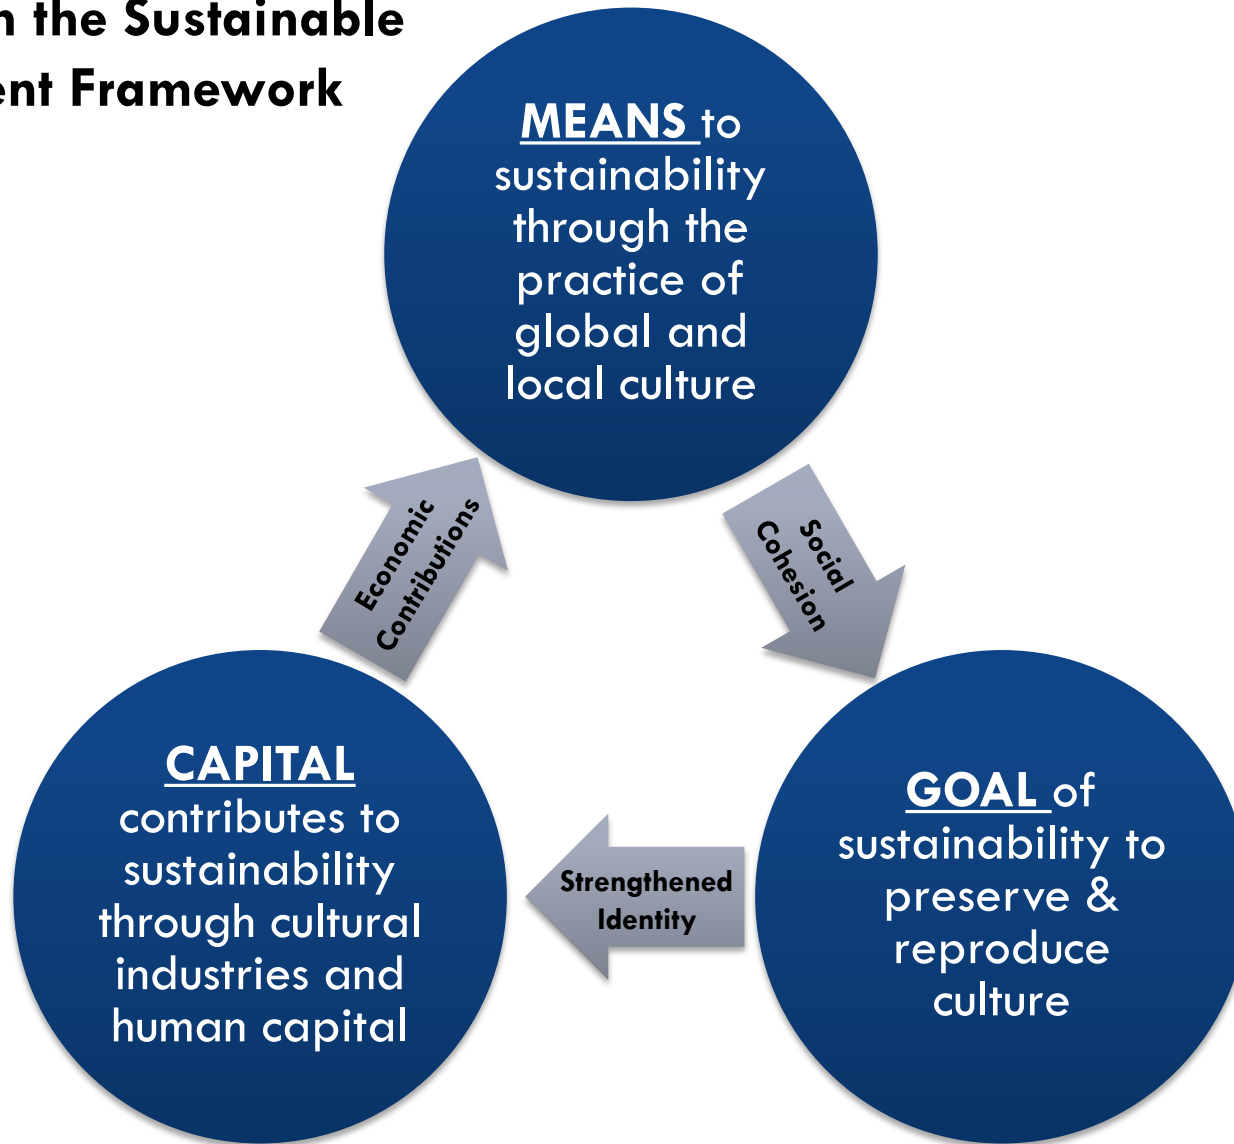 n the Sustainable
ent Framework
MEANS to
sustainability
through the
practice of
global and
local culture
Economic
Contributions
Social
Cohesion
CAPITAL
contributes to
sustainability
through cultural
industries and
human capital
Strengthened
Identity
GOAL of
sustainability to
preserve &
reproduce
culture